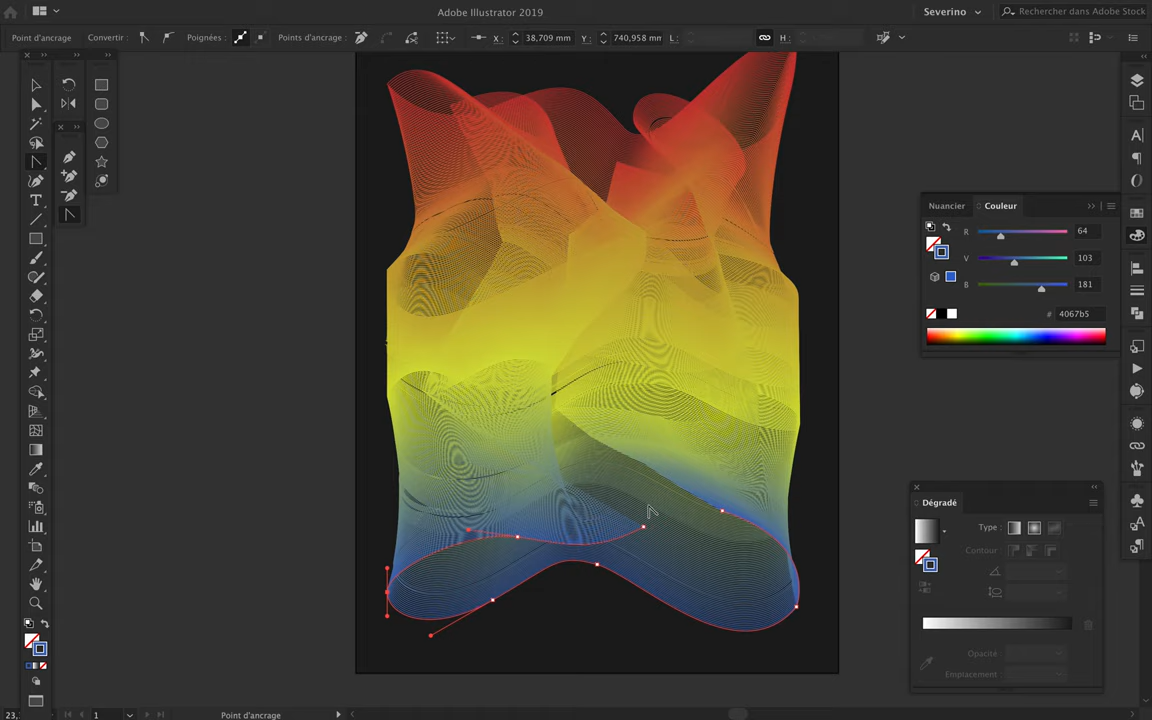 Adobe Illustrator 2019
Severino
Rechercher dans Adobe Stock
Point d'ancrage
Convertir :
Poignées :
Points d'ancrage :
X :
38,709 mm
Y :
740,958 mm
L :
H :
Nuancier
Couleur
R
64
V
103
B
181
#
4067b5
Dégradé
Type :
Contour :
Opacité :
Emplacement :
23,
1
Point d'ancrage